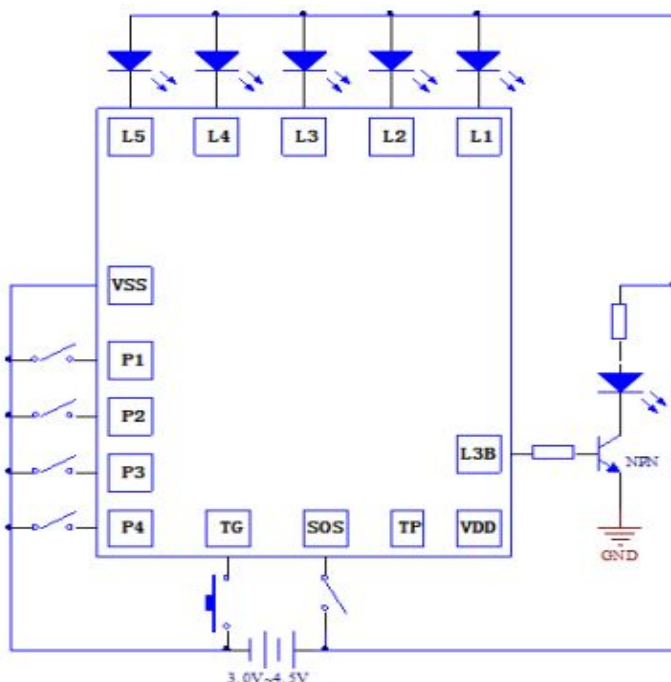 L5 L4 L3 L2 L1
VSS
P1
P2
P3
L3B
NPN
P4 TG SOS TP VDD
GND
3.0V~4.5V